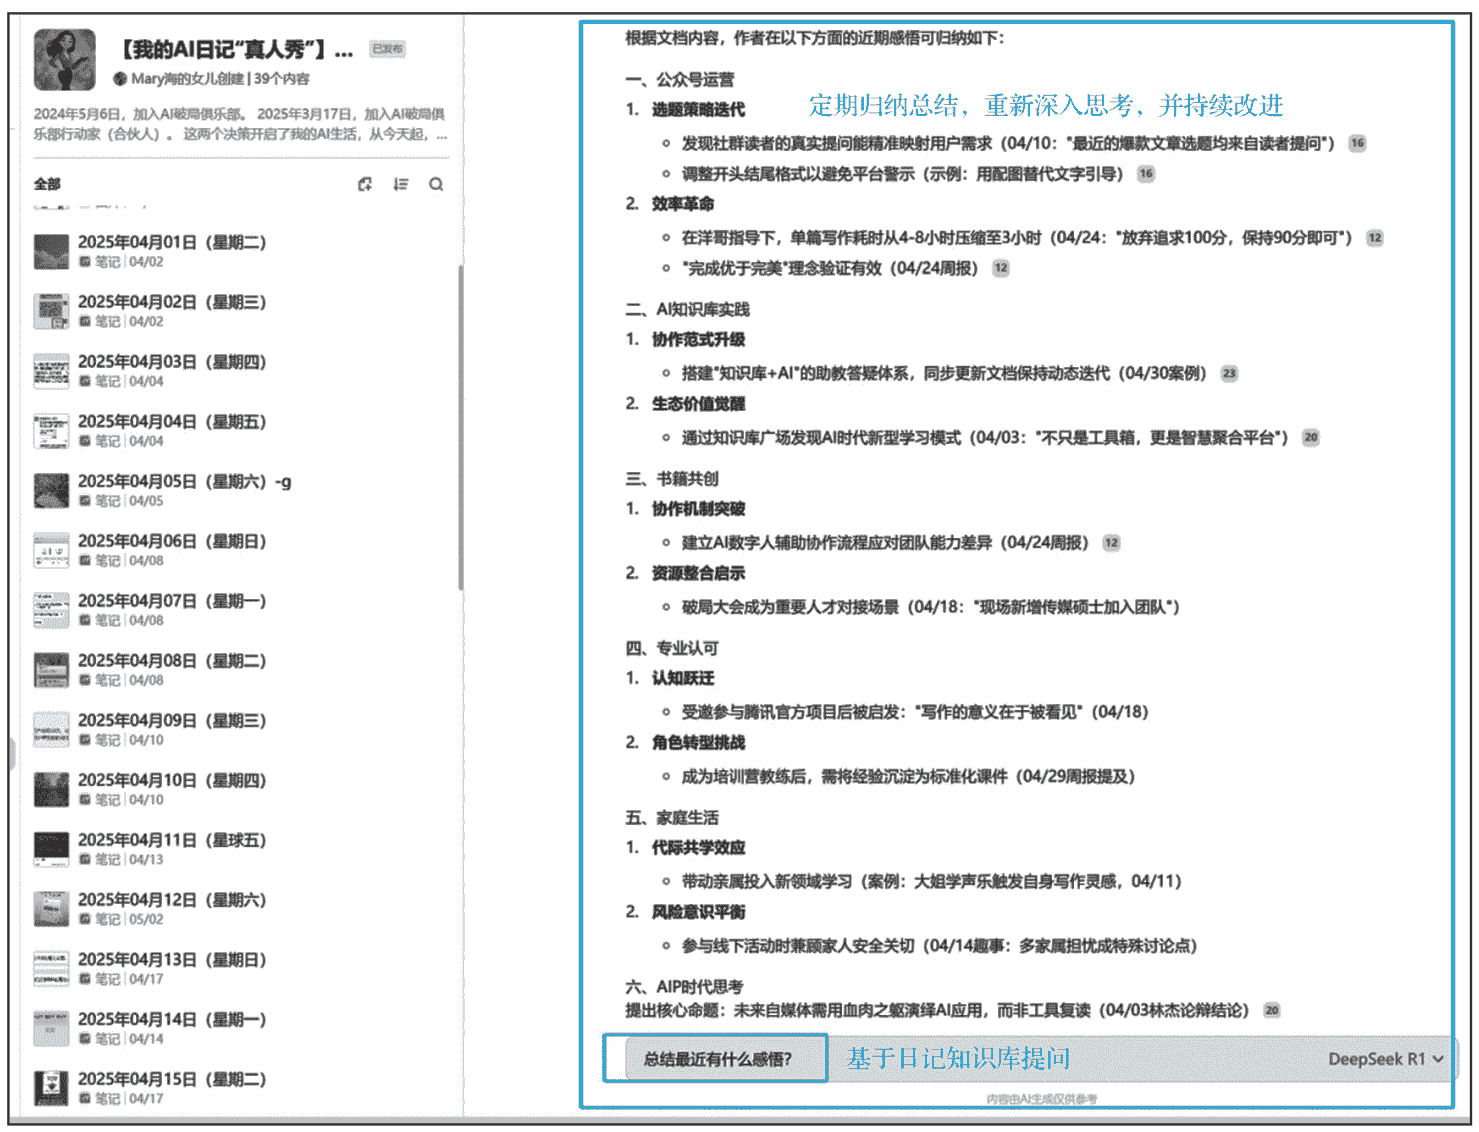 【我的AI日记“真人秀”】... 已发布
Mary海的女儿创建 | 39个内容
2024年5月6日，加入AI破局俱乐部。 2025年3月17日，加入AI破局俱
乐部行动家（合伙人）。 这两个决策开启了我的AI生活，从今天起，...
全部
2025年04月01日（星期二）
笔记 | 04/02
2025年04月02日（星期三）
笔记 | 04/02
2025年04月03日（星期四）
笔记 | 04/04
2025年04月04日（星期五）
笔记 | 04/04
2025年04月05日（星期六）-g
笔记 | 04/05
2025年04月06日（星期日）
笔记 | 04/08
2025年04月07日（星期一）
笔记 | 04/08
2025年04月08日（星期二）
笔记 | 04/08
2025年04月09日（星期三）
笔记 | 04/10
2025年04月10日（星期四）
笔记 | 04/10
2025年04月11日（星球五）
笔记 | 04/13
2025年04月12日（星期六）
笔记 | 05/02
2025年04月13日（星期日）
笔记 | 04/17
2025年04月14日（星期一）
笔记 | 04/14
2025年04月15日（星期二）
笔记 | 04/17
根据文档内容，作者在以下方面的近期感悟可归纳如下：
一、公众号运营
定期归纳总结，重新深入思考，并持续改进
1. 选题策略迭代
发现社群读者的真实提问能精准映射用户需求（04/10："最近的爆款文章选题均来自读者提问"） 16
调整开头结尾格式以避免平台警示（示例：用配图替代文字引导） 16
2. 效率革命
在洋哥指导下，单篇写作耗时从4-8小时压缩至3小时（04/24："放弃追求100分，保持90分即可"） 12
"完成优于完美"理念验证有效（04/24周报） 12
二、AI知识库实践
1. 协作范式升级
搭建"知识库+AI"的助教答疑体系，同步更新文档保持动态迭代（04/30案例） 23
2. 生态价值觉醒
通过知识库广场发现AI时代新型学习模式（04/03："不只是工具箱，更是智慧聚合平台"） 20
三、书籍共创
1. 协作机制突破
建立AI数字人辅助协作流程应对团队能力差异（04/24周报） 12
2. 资源整合启示
破局大会成为重要人才对接场景（04/18："现场新增传媒硕士加入团队"）
四、专业认可
1. 认知跃迁
受邀参与腾讯官方项目后被启发："写作的意义在于被看见"（04/18）
2. 角色转型挑战
成为培训营教练后，需将经验沉淀为标准化课件（04/29周报提及）
五、家庭生活
1. 代际共学效应
带动亲属投入新领域学习（案例：大姐学声乐触发自身写作灵感，04/11）
2. 风险意识平衡
参与线下活动时兼顾家人安全关切（04/14趣事：多家属担忧成特殊讨论点）
六、AIP时代思考
提出核心命题：未来自媒体需用血肉之躯演绎AI应用，而非工具复读（04/03林杰论辩结论） 20
总结最近有什么感悟？
基于日记知识库提问
DeepSeek R1
内容由AI生成仅供参考